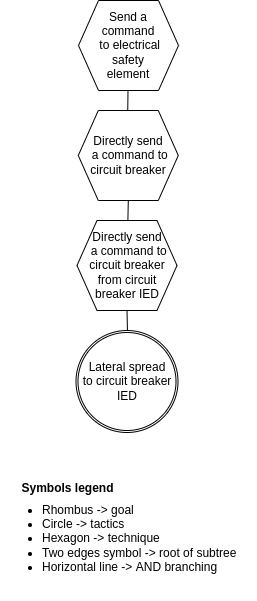 Send a
command
to electrical
safety
element
Directly send
a command to
circuit breaker
Directly send
a command to
circuit breaker
from circuit
breaker IED
Lateral spread
to circuit breaker
IED
Symbols legend
• Rhombus -> goal
• Circle -> tactics
• Hexagon -> technique
• Two edges symbol -> root of subtree
• Horizontal line -> AND branching